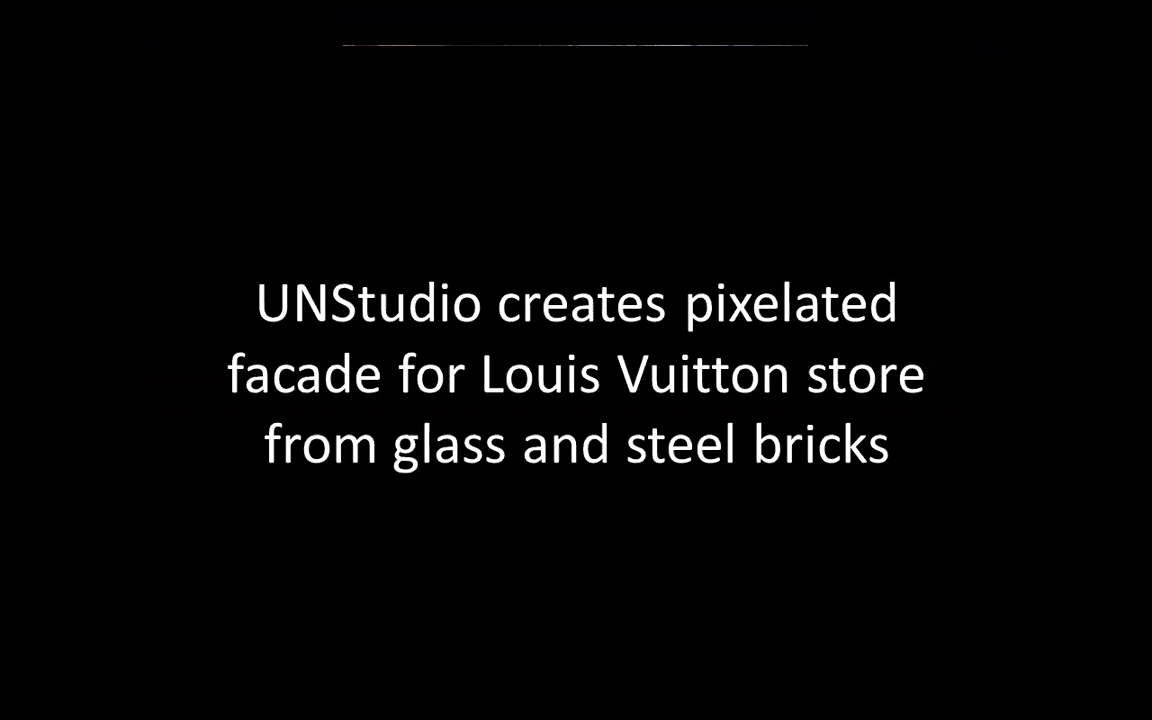 UNStudio creates pixelated
facade for Louis Vuitton store
from glass and steel bricks